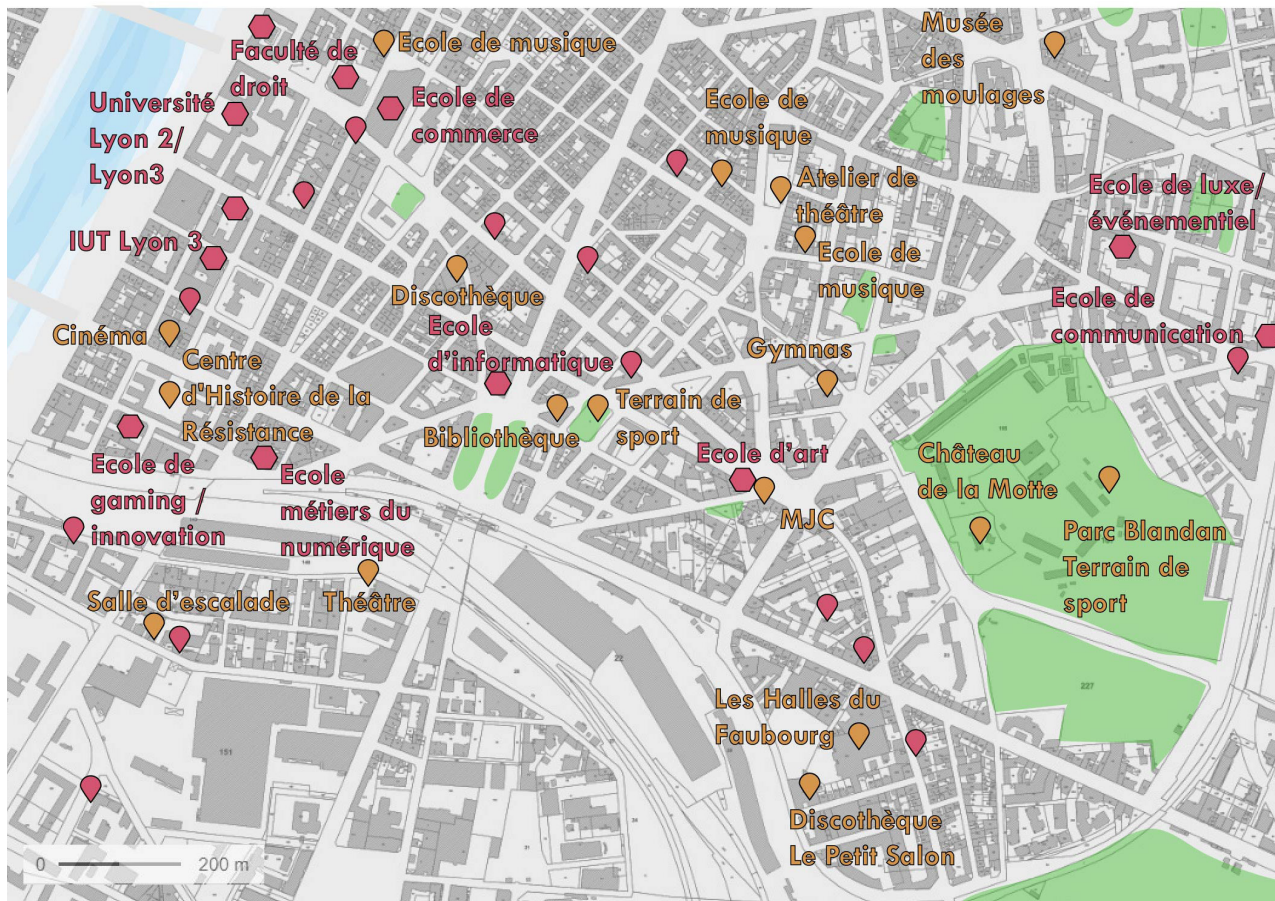 Musée
des
moulages
Ecole de musique
Faculté de
droit
Université
Lyon 2/
Lyon3
Ecole de
commerce
Ecole de
musique
Atelier de
théâtre
Ecole de luxe/
événementiel
IUT Lyon 3
Ecole de
musique
Discothèque
Ecole de
communication
Cinéma
Ecole
d'informatique
Gymnas
Centre
d'Histoire de la
Résistance
Terrain de
sport
Bibliothèque
Ecole d'art
Château
de la Motte
Ecole de
gaming /
innovation
Ecole
métiers du
numérique
MJC
Parc Blandan
Terrain de
sport
Salle d'escalade
Théâtre
22
227
Les Halles du
Faubourg
151
Discothèque
Le Petit Salon
0 200 m